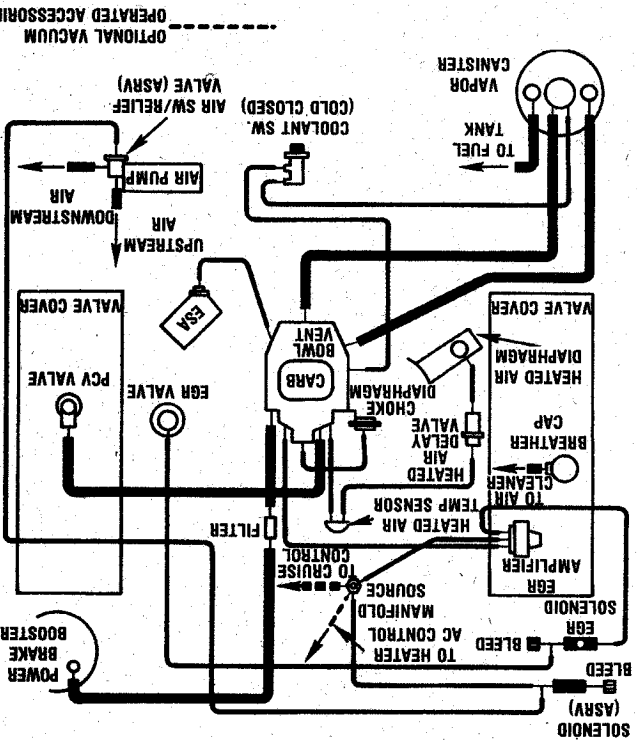 SOLENOID
(ASRV)
BLEED
BLEED
EGR
SOLENOID
TO HEATER
AC CONTROL
MANIFOLD
SOURCE
POWER
BRAKE
BOOSTER
EGR
AMPLIFIER
TO CRUISE
CONTROL
HEATED AIR
TEMP SENSOR
FILTER
TO AIR
CLEANER
BREATHER
CAP
HEATED
AIR
DELAY
VALVE
CHOKE
DIAPHRAGM
CARB
BOWL
VENT
EGR VALVE
PCV VALVE
HEATED AIR
DIAPHRAGM
VALVE COVER
VALVE COVER
ESA
UPSTREAM
AIR
DOWNSTREAM
AIR
AIR PUMP
TO FUEL
TANK
COOLANT SW.
(COLD CLOSED)
AIR SW/RELIEF
VALVE (ASRV)
VAPOR
CANISTER
OPTIONAL VACUUM
OPERATED ACCESSORIE